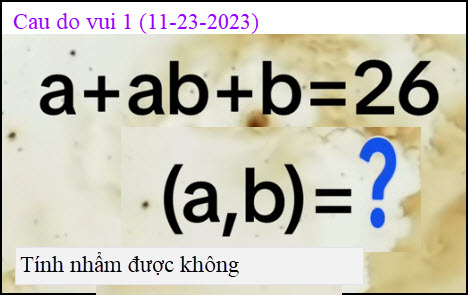 Cau do vui 1 (11-23-2023)
a+ab+b=26
(a,b)=?
Tính nhẩm được không